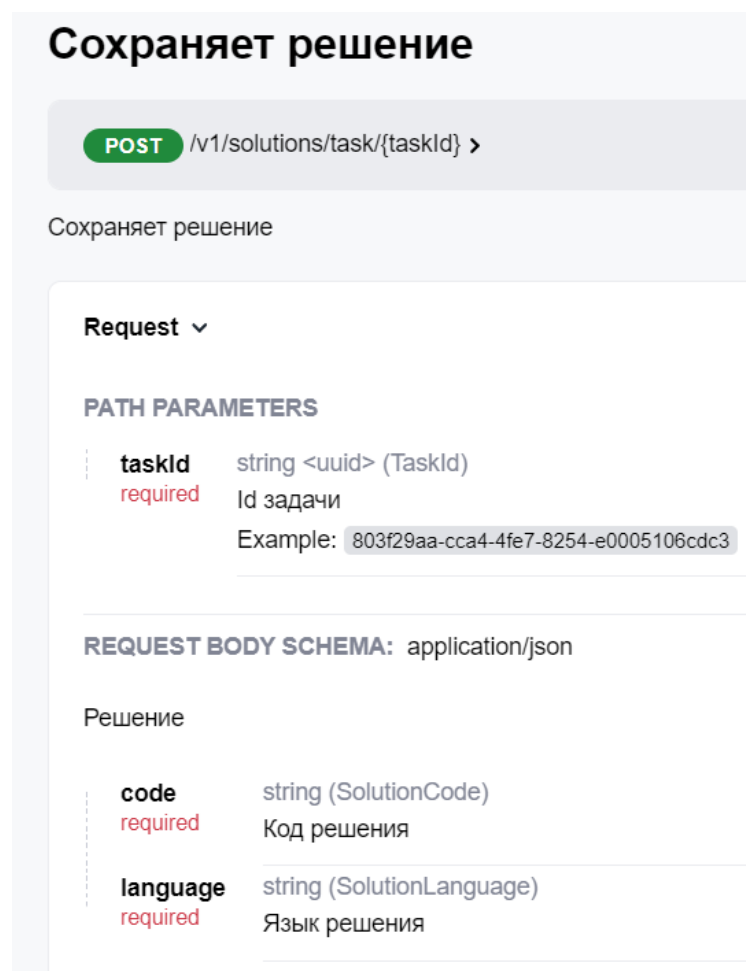 Сохраняет решение
POST /v1/solutions/task/{taskId} >
Сохраняет решение
Request
PATH PARAMETERS
taskId string <uuid> (TaskId)
required Id задачи
Example: 803f29aa-cca4-4fe7-8254-e0005106cdc3
REQUEST BODY SCHEMA: application/json
Решение
code string (SolutionCode)
required Код решения
language string (SolutionLanguage)
required Язык решения